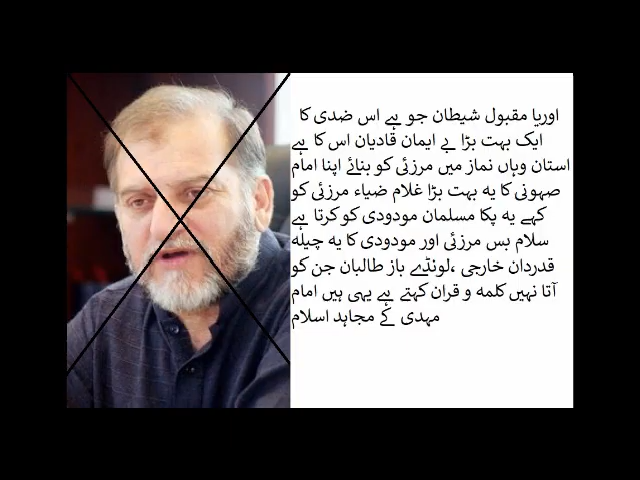 اوریا مقبول شیطان جو ہے اس ضدی کا
ایک بہت بڑا بے ایمان قادیان اس کا ہے
استان وہاں نماز میں مرزئی کو بنائے اپنا امام
صہونی کا یہ بہت بڑا غلام ضیاء مرزئی کو
کہے یہ پکا مسلمان مودودی کو کرتا ہے
سلام بس مرزئی اور مودودی کا یہ چیلہ
قدردان خارجی ،لونڈے باز طالبان جن کو
آتا نہیں کلمہ و قران کہتے ہے یہی ہیں امام
مہدی کے مجاہد اسلام